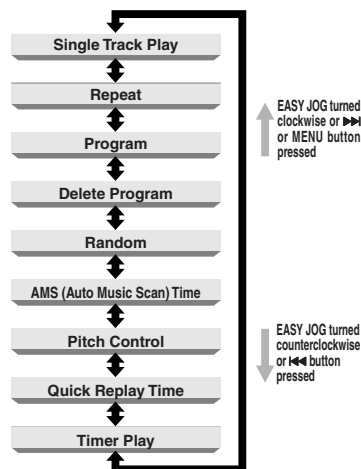 Single Track Play
Repeat
Program
Delete Program
Random
AMS (Auto Music Scan) Time
Pitch Control
Quick Replay Time
Timer Play
EASY JOG turned
clockwise or ▶▶|
or MENU button
pressed
EASY JOG turned
counterclockwise
or |◀◀ button
pressed